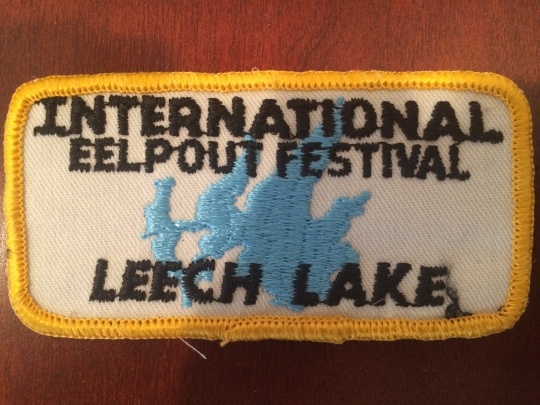 INTERNATIONAL
EELPOUT FESTIVAL
LEECH LAKE